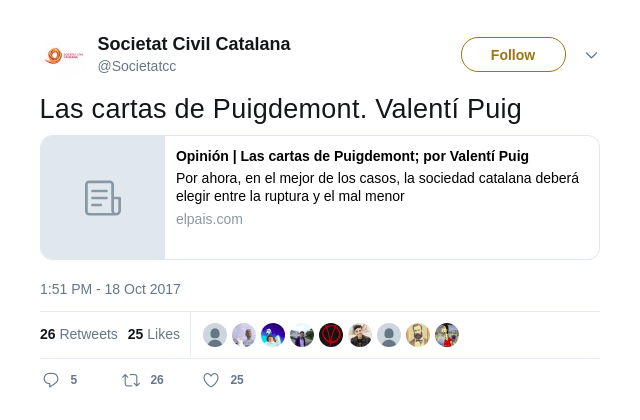 Societat Civil Catalana
@Societatcc
Follow
Las cartas de Puigdemont. Valentí Puig
Opinión | Las cartas de Puigdemont; por Valentí Puig
Por ahora, en el mejor de los casos, la sociedad catalana deberá
elegir entre la ruptura y el mal menor
elpais.com
1:51 PM - 18 Oct 2017
26 Retweets 25 Likes
5 26 25